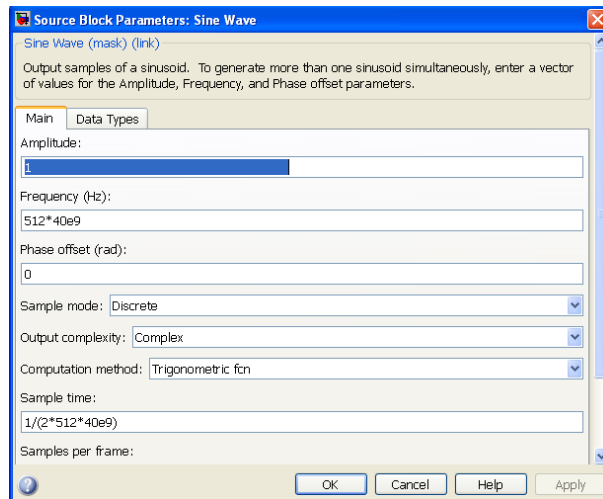 Source Block Parameters: Sine Wave
Sine Wave (mask) (link)
Output samples of a sinusoid. To generate more than one sinusoid simultaneously, enter a vector
of values for the Amplitude, Frequency, and Phase offset parameters.
Main Data Types
Amplitude:
1
Frequency (Hz):
512*40e9
Phase offset (rad):
0
Sample mode: Discrete
Output complexity: Complex
Computation method: Trigonometric fcn
Sample time:
1/(2*512*40e9)
Samples per frame:
OK Cancel Help Apply